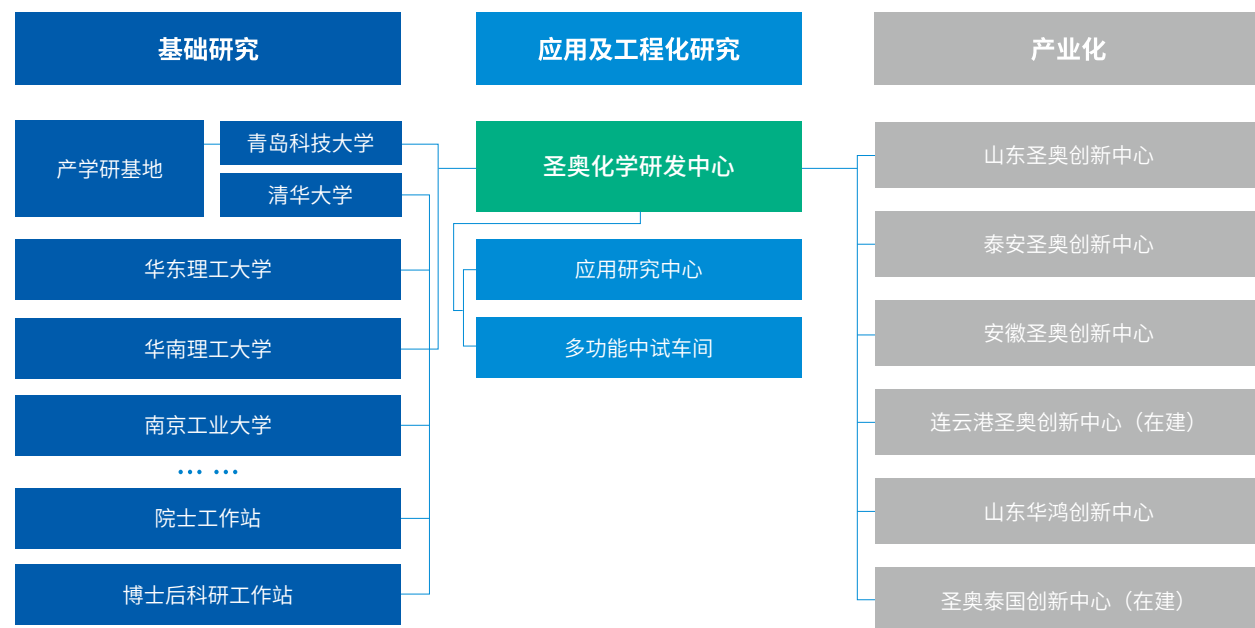 基础研究
应用及工程化研究
产业化
产学研基地
青岛科技大学
清华大学
华东理工大学
华南理工大学
南京工业大学
… …
院士工作站
博士后科研工作站
圣奥化学研发中心
应用研究中心
多功能中试车间
山东圣奥创新中心
泰安圣奥创新中心
安徽圣奥创新中心
连云港圣奥创新中心（在建）
山东华鸿创新中心
圣奥泰国创新中心（在建）